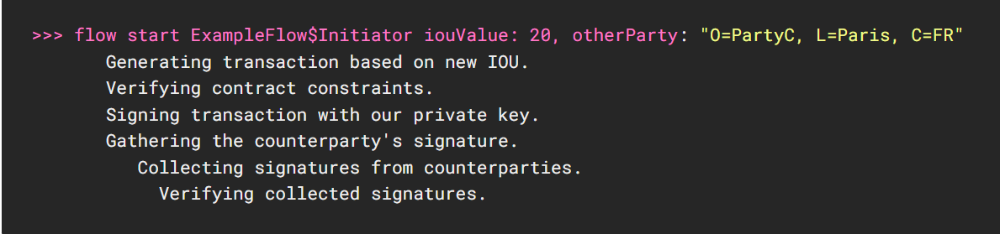 >>> flow start ExampleFlow$Initiator iouValue: 20, otherParty: "O=PartyC, L=Paris, C=FR"
Generating transaction based on new IOU.
Verifying contract constraints.
Signing transaction with our private key.
Gathering the counterparty's signature.
Collecting signatures from counterparties.
Verifying collected signatures.